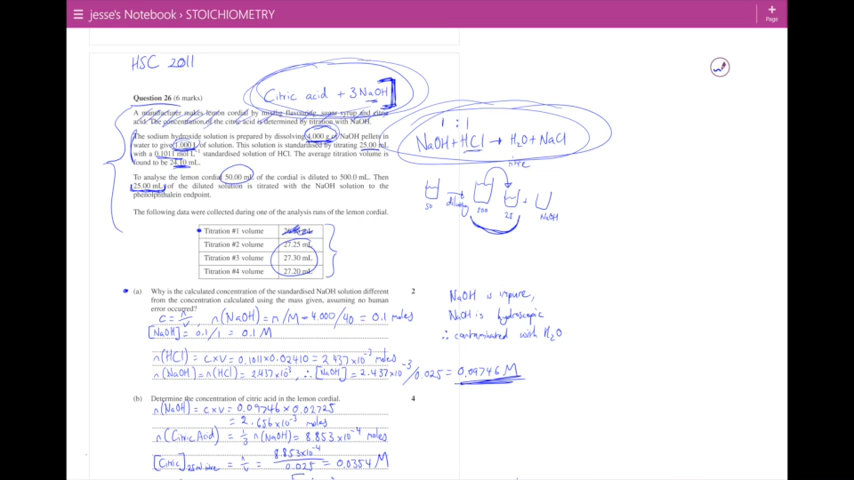 jesse's Notebook › STOICHIOMETRY
Page
HSC 2011
Citric acid + 3NaOH
Question 26 (6 marks)
A manufacturer makes lemon cordial by mixing flavouring, sugar syrup and citric
acid. The concentration of the citric acid is determined by titration with NaOH.
The sodium hydroxide solution is prepared by dissolving 4.000 g of NaOH pellets in
water to give 1.000 L of solution. This solution is standardised by titrating 25.00 mL
with a 0.1011 mol L⁻¹ standardised solution of HCl. The average titration volume is
found to be 24.10 mL.
To analyse the lemon cordial 50.00 mL of the cordial is diluted to 500.0 mL. Then
25.00 mL of the diluted solution is titrated with the NaOH solution to the
phenolphthalein endpoint.
The following data were collected during one of the analysis runs of the lemon cordial.
Titration #1 volume
Titration #2 volume 27.25 mL
Titration #3 volume 27.30 mL
Titration #4 volume 27.20 mL
1 : 1
NaOH + HCl → H₂O + NaCl
50
dilution
500
25
+
NaOH
(a) Why is the calculated concentration of the standardised NaOH solution different 2
from the concentration calculated using the mass given, assuming no human
error occurred?
n(NaOH) = n/M = 4.000/40 = 0.1 moles
[NaOH] = 0.1/1 = 0.1 M
n(HCl) = C×V = 0.1011×0.02410 = 2.437×10⁻³ moles
n(NaOH) = n(HCl) = 2.437×10⁻³, ∴ [NaOH] = 2.437×10⁻³/0.025 = 0.09746 M
NaOH is impure,
NaOH is hydroscopic
∴ contaminated with H₂O
(b) Determine the concentration of citric acid in the lemon cordial. 4
n(NaOH) = C×V = 0.09746 × 0.02725
= 2.656×10⁻³ moles
n(Citric Acid) = 1/3 n(NaOH) = 8.853×10⁻⁴ moles
= n/V = 8.853×10⁻⁴/0.025 = 0.0354 M